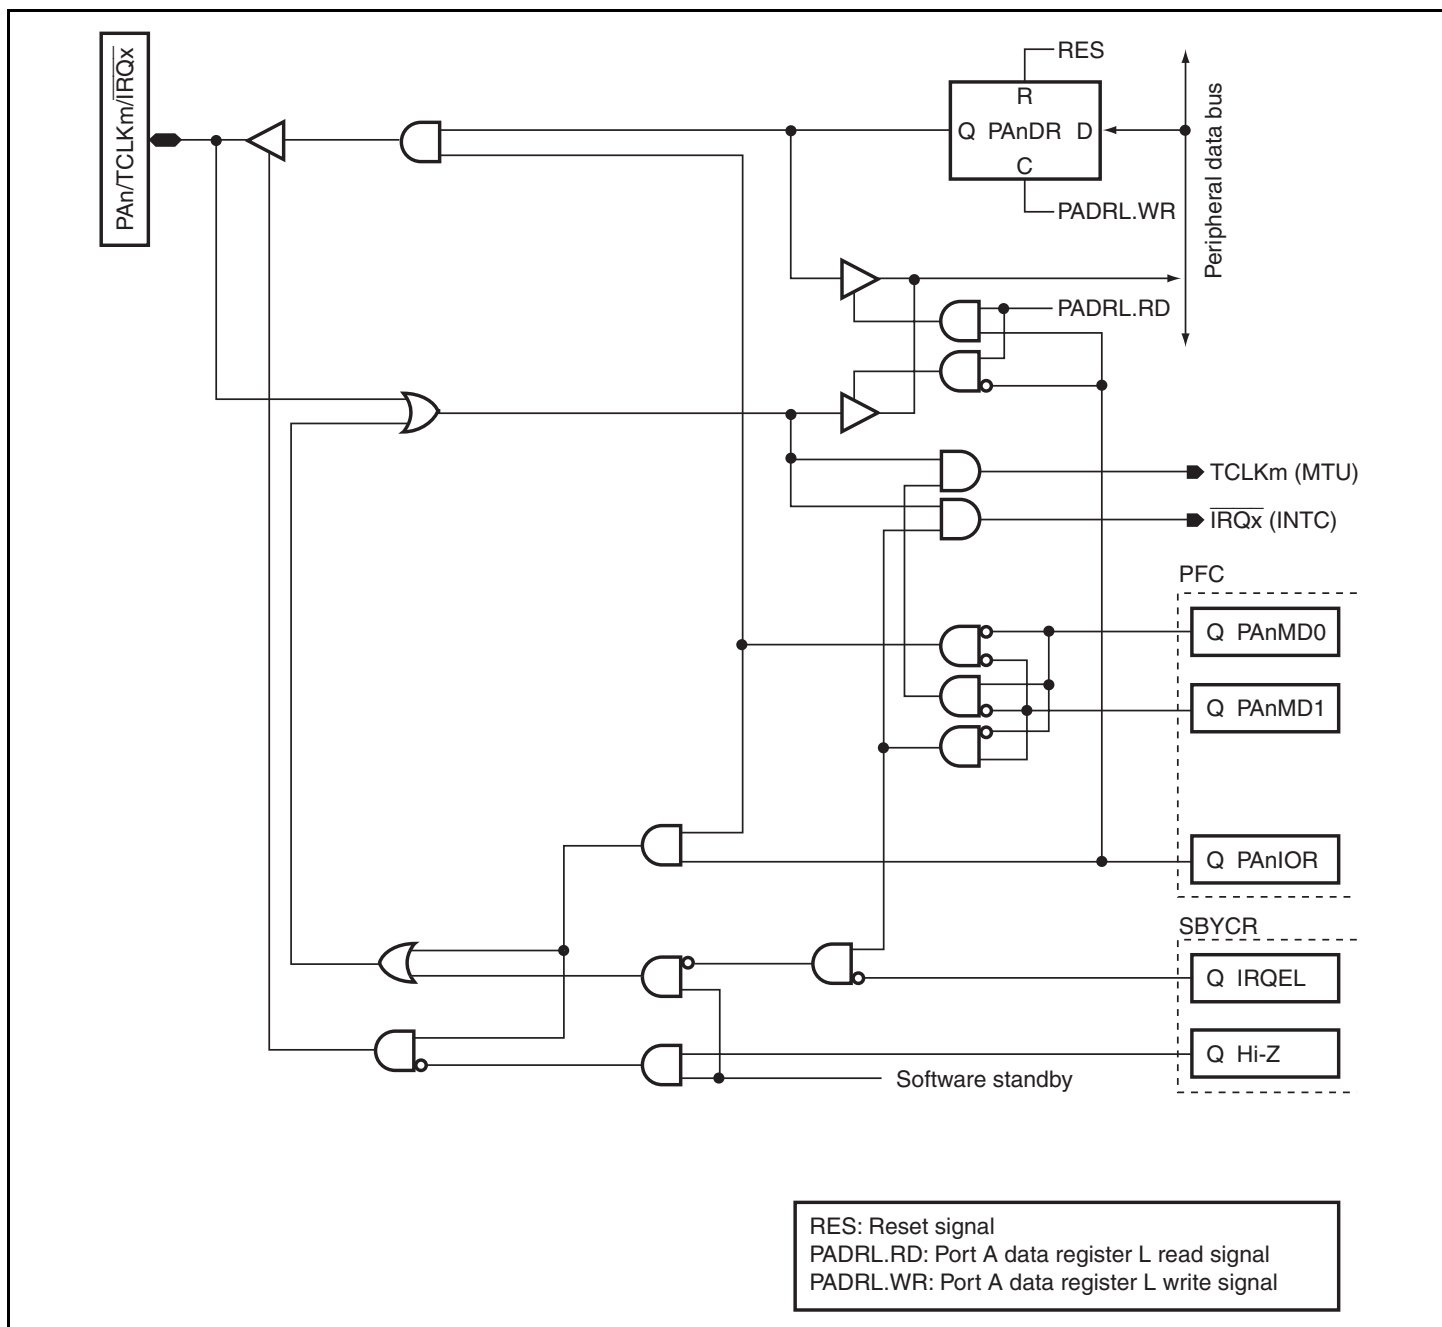 PAn/TCLKm/I̅R̅Q̅x̅
RES
R
Q PAnDR D
C
PADRL.WR
Peripheral data bus
PADRL.RD
TCLKm (MTU)
I̅R̅Q̅x̅ (INTC)
PFC
Q PAnMD0
Q PAnMD1
Q PAnIOR
SBYCR
Q IRQEL
Q Hi-Z
Software standby
RES: Reset signal
PADRL.RD: Port A data register L read signal
PADRL.WR: Port A data register L write signal